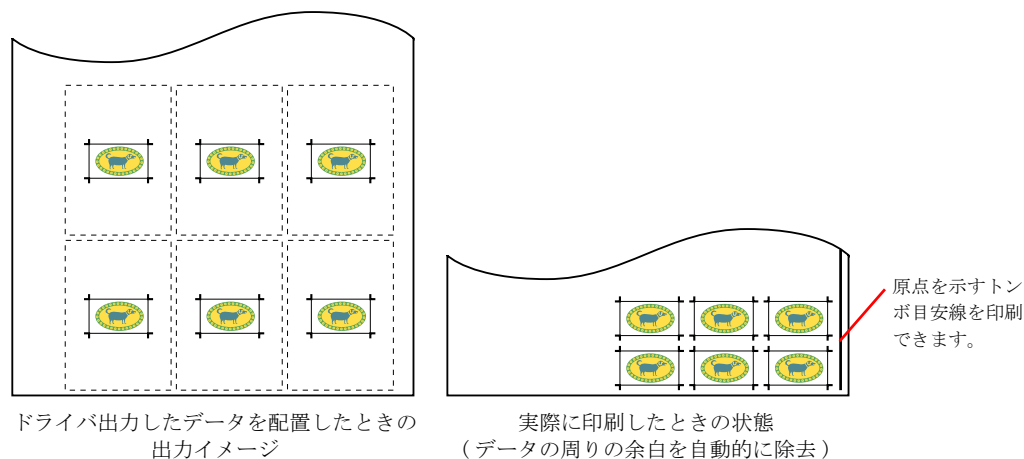 原点を示すトン
ボ目安線を印刷
できます。
ドライバ出力したデータを配置したときの
出力イメージ
実際に印刷したときの状態
( データの周りの余白を自動的に除去 )